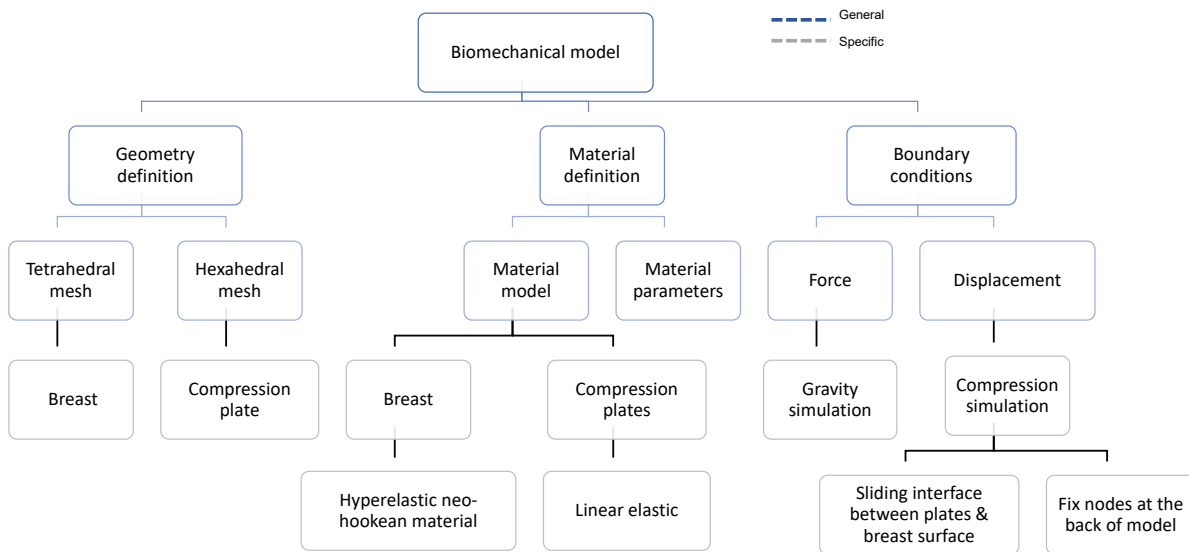 General
Specific
Biomechanical model
Geometry
definition
Material
definition
Boundary
conditions
Tetrahedral
mesh
Hexahedral
mesh
Material
model
Material
parameters
Force
Displacement
Breast
Compression
plate
Breast
Compression
plates
Gravity
simulation
Compression
simulation
Hyperelastic neo-
hookean material
Linear elastic
Sliding interface
between plates &
breast surface
Fix nodes at the
back of model